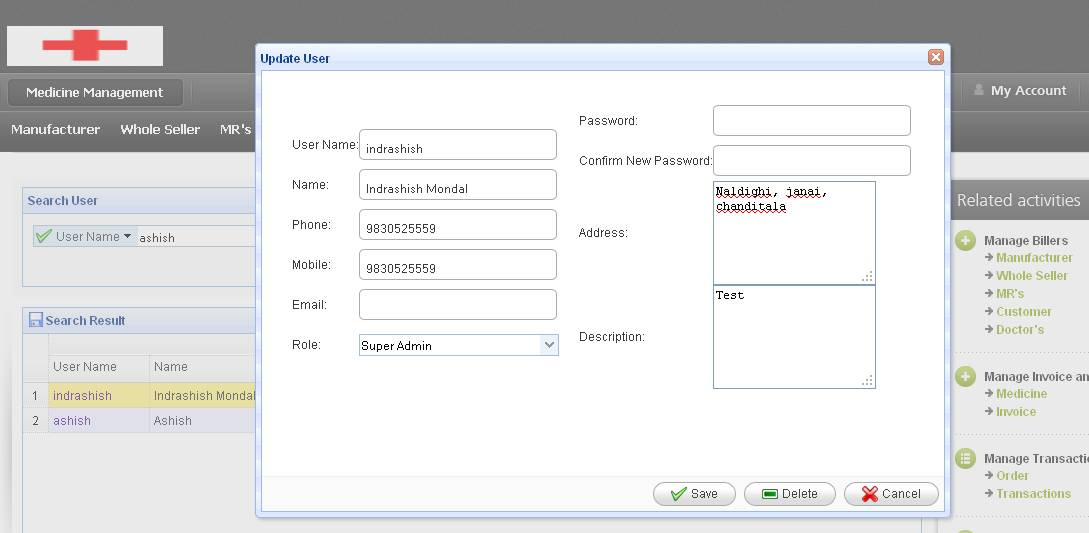 Update User
Medicine Management
My Account
Manufacturer Whole Seller MR's
Search User
User Name ashish
Search Result
User Name Name
1 indrashish Indrashish Mondal
2 ashish Ashish
User Name: indrashish
Name: Indrashish Mondal
Phone: 9830525559
Mobile: 9830525559
Email:
Role: Super Admin
Password:
Confirm New Password:
Address: Naldighi, janai,
chanditala
Description: Test
Save Delete Cancel
Related activities
Manage Billers
Manufacturer
Whole Seller
MR's
Customer
Doctor's
Manage Invoice an
Medicine
Invoice
Manage Transacti
Order
Transactions